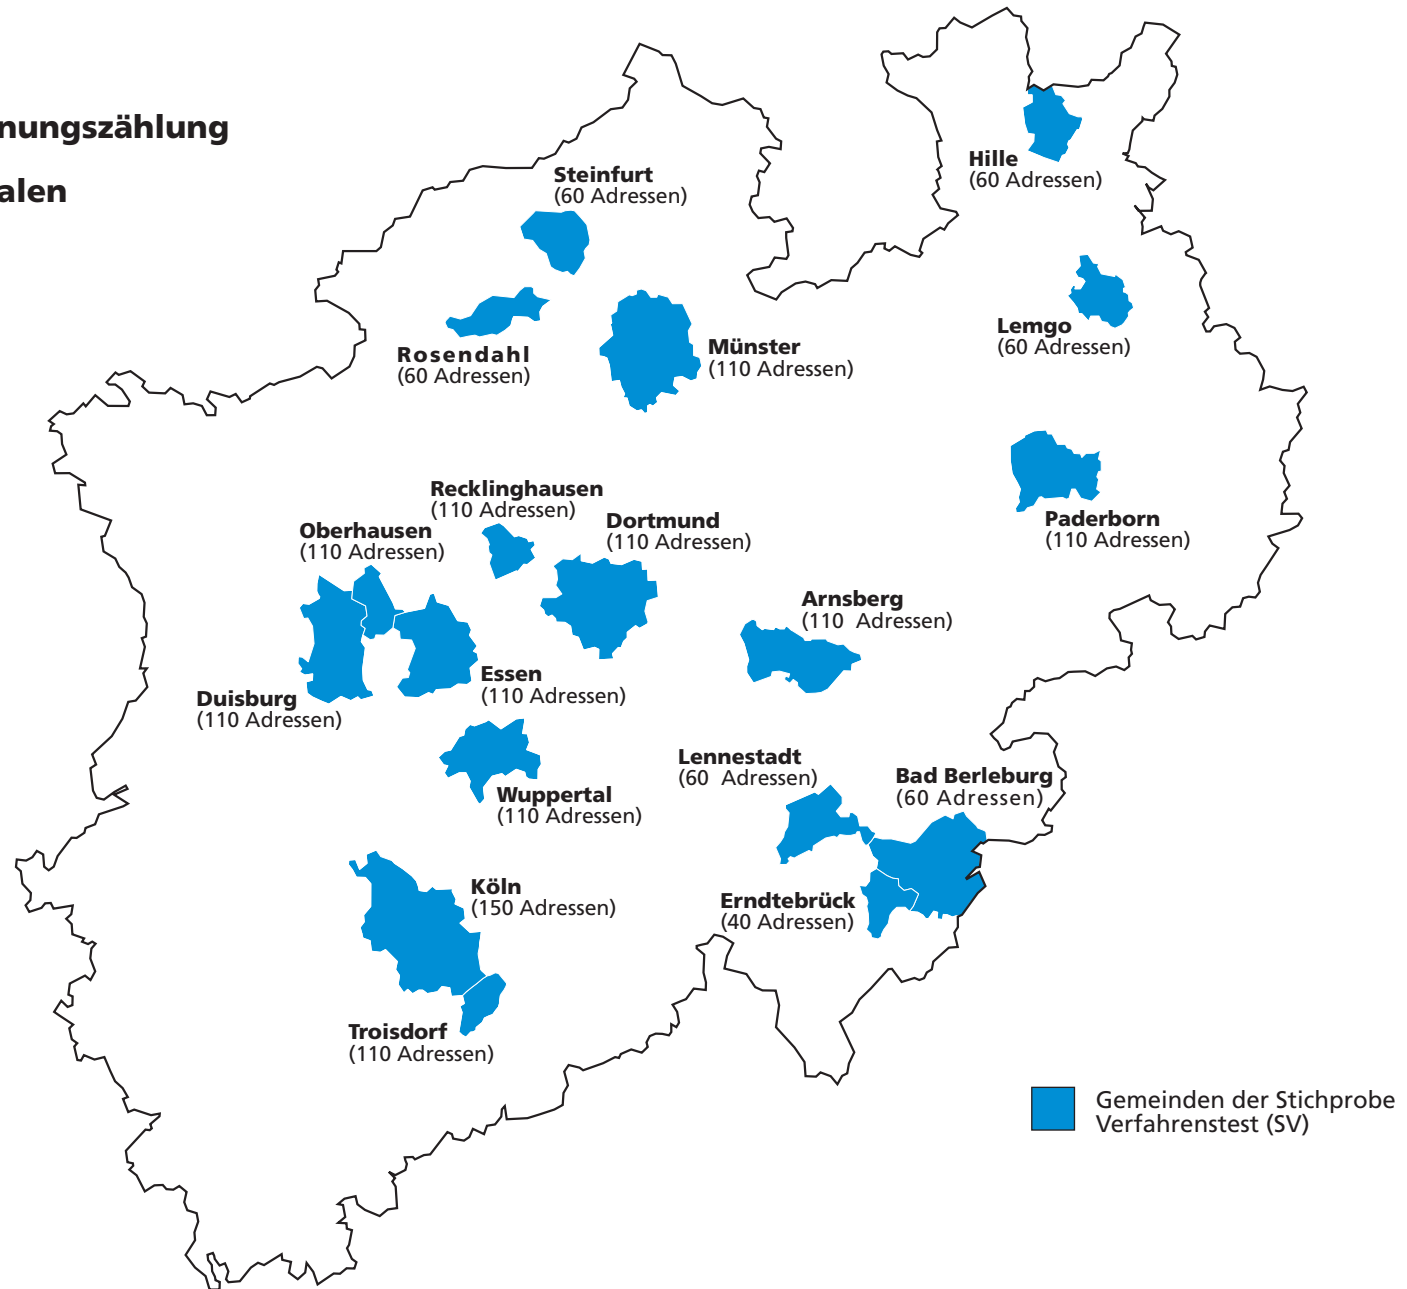 nungszählung
alen
Steinfurt
(60 Adressen)
Hille
(60 Adressen)
Rosendahl
(60 Adressen)
Münster
(110 Adressen)
Lemgo
(60 Adressen)
Recklinghausen
(110 Adressen)
Oberhausen
(110 Adressen)
Dortmund
(110 Adressen)
Paderborn
(110 Adressen)
Arnsberg
(110 Adressen)
Duisburg
(110 Adressen)
Essen
(110 Adressen)
Wuppertal
(110 Adressen)
Lennestadt
(60 Adressen)
Bad Berleburg
(60 Adressen)
Köln
(150 Adressen)
Erndtebrück
(40 Adressen)
Troisdorf
(110 Adressen)
Gemeinden der Stichprobe
Verfahrenstest (SV)